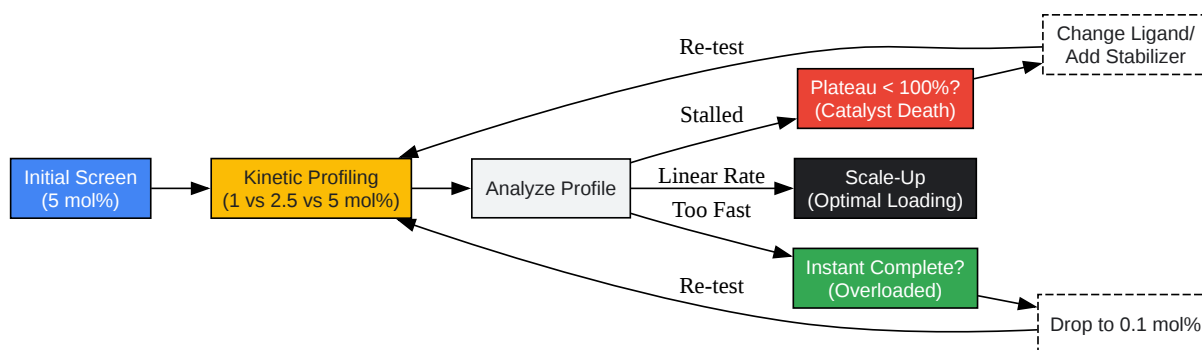 Initial Screen
(5 mol%)
Kinetic Profiling
(1 vs 2.5 vs 5 mol%)
Analyze Profile
Stalled
Linear Rate
Too Fast
Plateau < 100%?
(Catalyst Death)
Scale-Up
(Optimal Loading)
Instant Complete?
(Overloaded)
Change Ligand/
Add Stabilizer
Drop to 0.1 mol%
Re-test
Re-test